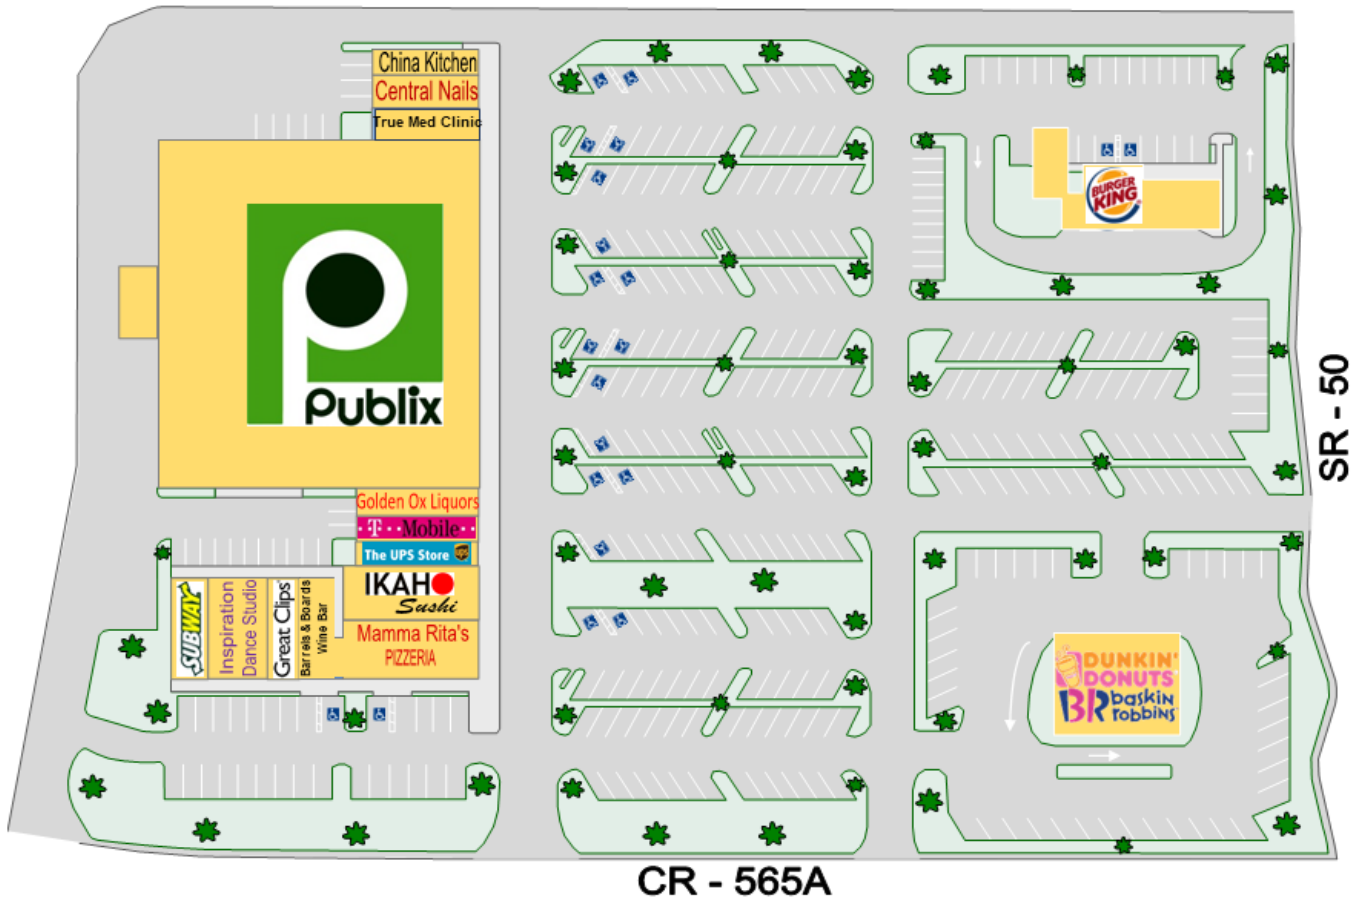 China Kitchen
Central Nails
True Med Clinic
BURGER
KING
Publix
SR - 50
Golden Ox Liquors
T Mobile
The UPS Store ups
IKAHO
Sushi
Mamma Rita's
PIZZERIA
SUBWAY
Inspiration
Dance Studio
Great Clips
Barrels & Boards
Wine Bar
DUNKIN'
DONUTS
BR baskin
robbins
CR - 565A